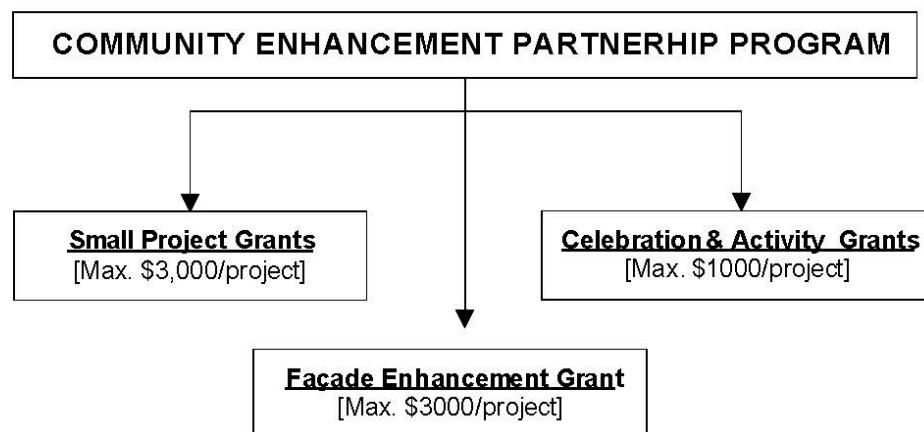 COMMUNITY ENHANCEMENT PARTNERHIP PROGRAM
Small Project Grants
[Max. $3,000/project]
Celebration & Activity Grants
[Max. $1000/project]
Façade Enhancement Grant
[Max. $3000/project]